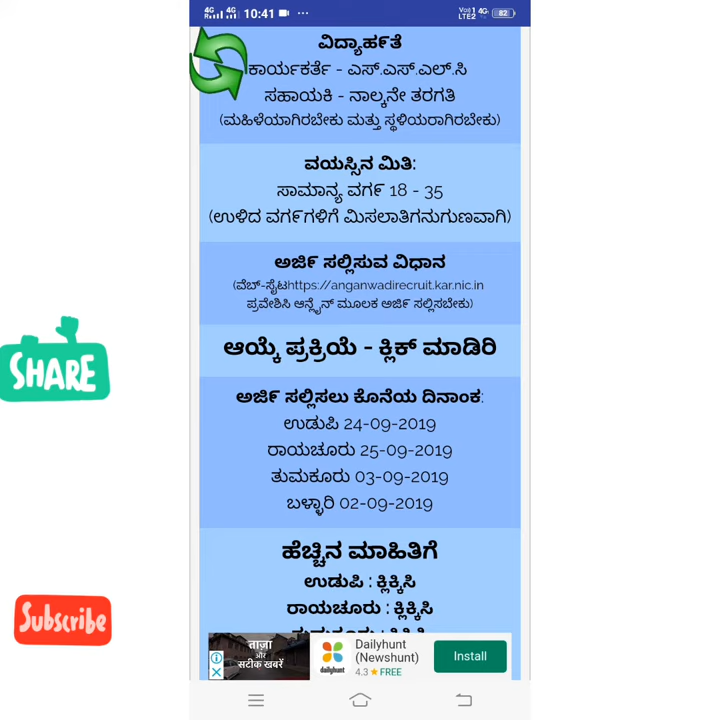 4G 4G 10:41 ... Vo) 1 4G LTE2 82
ವಿದ್ಯಾರ್ಹತೆ
ಕಾರ್ಯಕರ್ತೆ - ಎಸ್.ಎಸ್.ಎಲ್.ಸಿ
ಸಹಾಯಕಿ - ನಾಲ್ಕನೇ ತರಗತಿ
(ಮಹಿಳೆಯಾಗಿರಬೇಕು ಮತ್ತು ಸ್ಥಳಿಯರಾಗಿರಬೇಕು)
ವಯಸ್ಸಿನ ಮಿತಿ:
ಸಾಮಾನ್ಯ ವರ್ಗ 18 - 35
(ಉಳಿದ ವರ್ಗಗಳಿಗೆ ಮಿಸಲಾತಿಗನುಗುಣವಾಗಿ)
ಅರ್ಜಿ ಸಲ್ಲಿಸುವ ವಿಧಾನ
(ವೆಬ್-ಸೈಟhttps://anganwadirecruit.kar.nic.in
ಪ್ರವೇಶಿಸಿ ಆನ್ಲೈನ್ ಮೂಲಕ ಅರ್ಜಿ ಸಲ್ಲಿಸಬೇಕು)
ಆಯ್ಕೆ ಪ್ರಕ್ರಿಯೆ - ಕ್ಲಿಕ್ ಮಾಡಿರಿ
ಅರ್ಜಿ ಸಲ್ಲಿಸಲು ಕೊನೆಯ ದಿನಾಂಕ:
ಉಡುಪಿ 24-09-2019
ರಾಯಚೂರು 25-09-2019
ತುಮಕೂರು 03-09-2019
ಬಳ್ಳಾರಿ 02-09-2019
ಹೆಚ್ಚಿನ ಮಾಹಿತಿಗೆ
ಉಡುಪಿ : ಕ್ಲಿಕ್ಕಿಸಿ
ರಾಯಚೂರು : ಕ್ಲಿಕ್ಕಿಸಿ
SHARE
Subscribe
ताज़ा
और
सटीक खबरें
dailyhunt
Dailyhunt
(Newshunt)
4.3 ★ FREE
Install